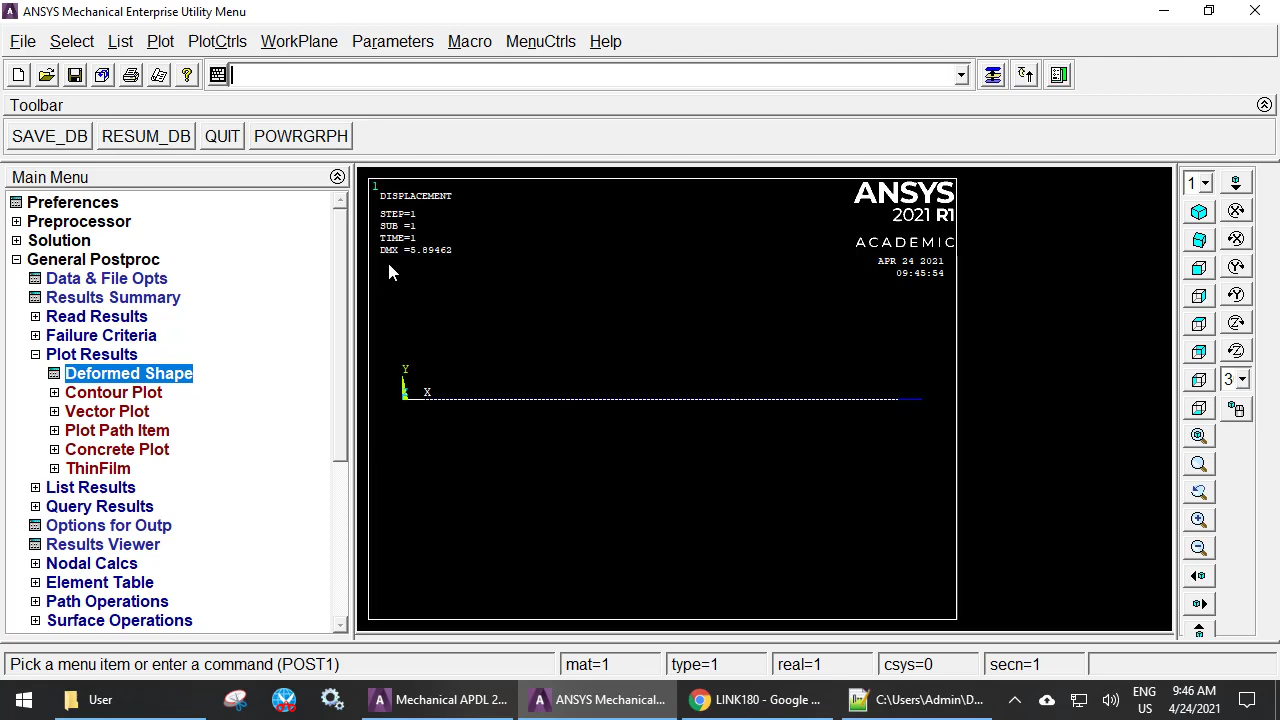 ANSYS Mechanical Enterprise Utility Menu
File Select List Plot PlotCtrls WorkPlane Parameters Macro MenuCtrls Help
Toolbar
SAVE_DB RESUM_DB QUIT POWRGRPH
Main Menu
Preferences
Preprocessor
Solution
General Postproc
Data & File Opts
Results Summary
Read Results
Failure Criteria
Plot Results
Deformed Shape
Contour Plot
Vector Plot
Plot Path Item
Concrete Plot
ThinFilm
List Results
Query Results
Options for Outp
Results Viewer
Nodal Calcs
Element Table
Path Operations
Surface Operations
1
DISPLACEMENT
STEP=1
SUB =1
TIME=1
DMX =5.89462
ANSYS
2021 R1
ACADEMIC
APR 24 2021
09:45:54
Y
X
1
3
Pick a menu item or enter a command (POST1) mat=1 type=1 real=1 csys=0 secn=1
User Mechanical APDL 2... ANSYS Mechanical... LINK180 - Google ... C:\Users\Admin\D...
ENG
US
9:46 AM
4/24/2021